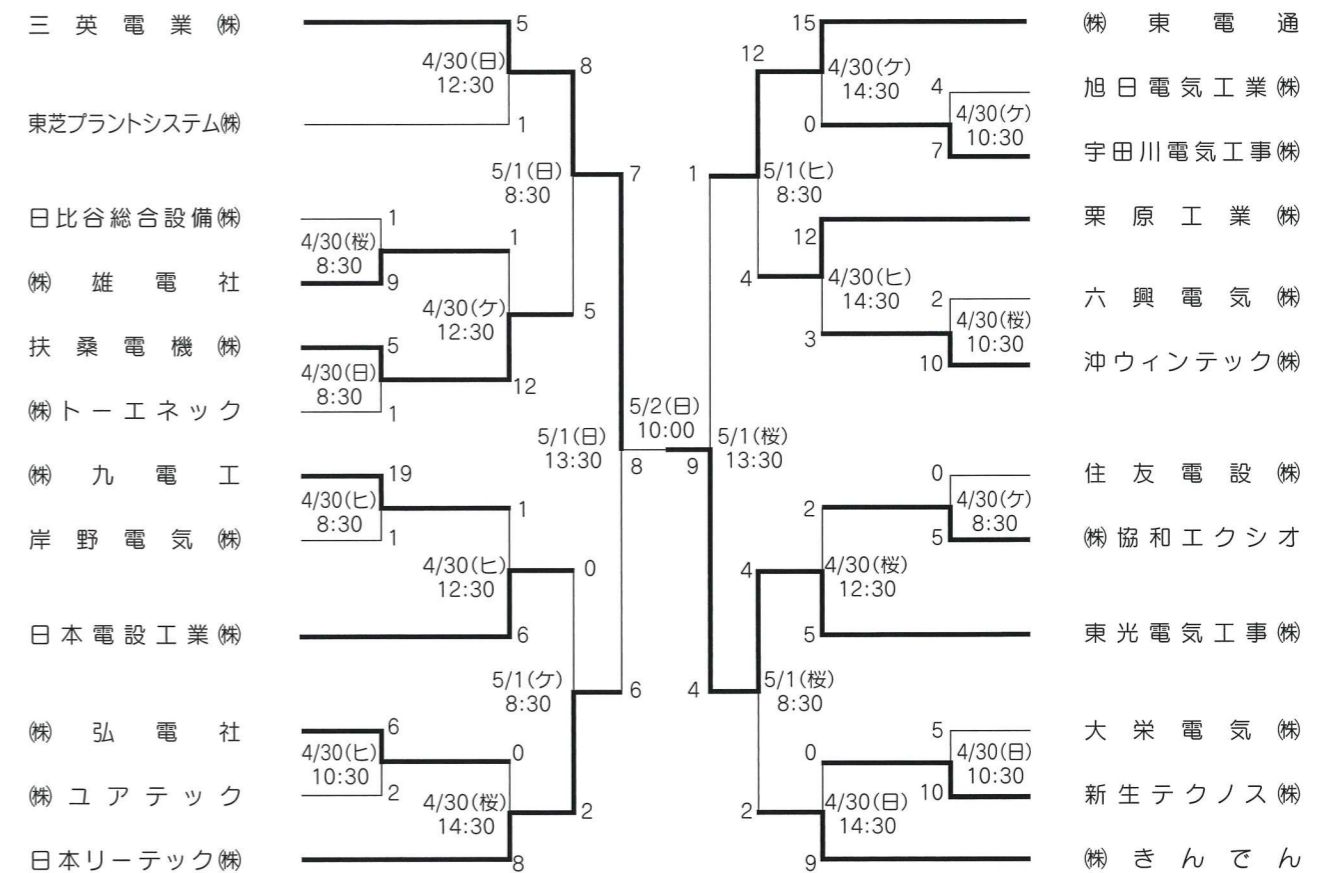 三英電業㈱
5
4/30(日)
12:30
8
東芝プラントシステム㈱
1
5/1(日)
8:30
7
日比谷総合設備㈱
1
4/30(桜)
8:30
1
㈱雄電社
9
4/30(ケ)
12:30
5
扶桑電機㈱
5
4/30(日)
8:30
12
㈱トーエネック
1
5/1(日)
13:30
8
5/2(日)
10:00
9
㈱九電工
19
4/30(ヒ)
8:30
1
岸野電気㈱
1
4/30(ヒ)
12:30
0
日本電設工業㈱
6
5/1(ケ)
8:30
6
㈱弘電社
6
4/30(ヒ)
10:30
0
㈱ユアテック
2
4/30(桜)
14:30
2
日本リーテック㈱
8
15
㈱東電通
12
4/30(ケ)
14:30
4
旭日電気工業㈱
4/30(ケ)
10:30
0
7
宇田川電気工事㈱
1
5/1(ヒ)
8:30
12
栗原工業㈱
4
4/30(ヒ)
14:30
2
六興電気㈱
4/30(桜)
10:30
3
10
沖ウィンテック㈱
5/1(桜)
13:30
0
住友電設㈱
2
4/30(ケ)
8:30
5
㈱協和エクシオ
4
4/30(桜)
12:30
5
東光電気工事㈱
4
5/1(桜)
8:30
5
大栄電気㈱
0
4/30(日)
10:30
10
新生テクノス㈱
2
4/30(日)
14:30
9
㈱きんでん